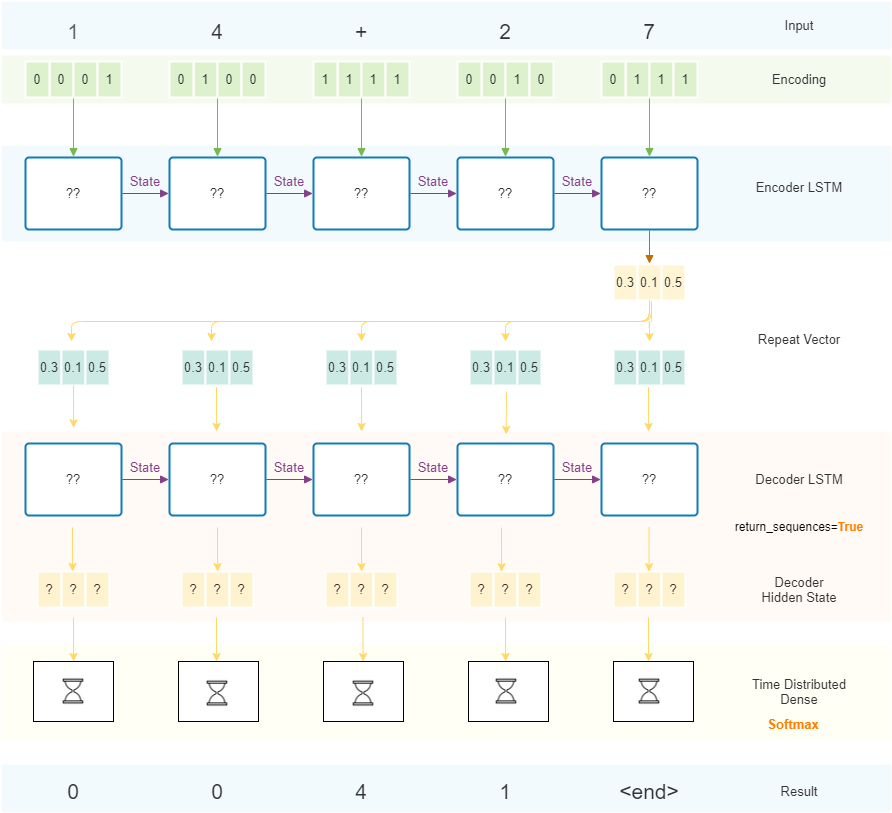 1 4 + 2 7 Input
0 0 0 1 0 1 0 0 1 1 1 1 0 0 1 0 0 1 1 1 Encoding
State State State State
?? ?? ?? ?? ?? Encoder LSTM
0.3 0.1 0.5
Repeat Vector
0.3 0.1 0.5 0.3 0.1 0.5 0.3 0.1 0.5 0.3 0.1 0.5 0.3 0.1 0.5
State State State State
?? ?? ?? ?? ?? Decoder LSTM
return_sequences=True
? ? ? ? ? ? ? ? ? ? ? ? ? ? ? Decoder
Hidden State
Time Distributed
Dense
Softmax
0 0 4 1 <end> Result